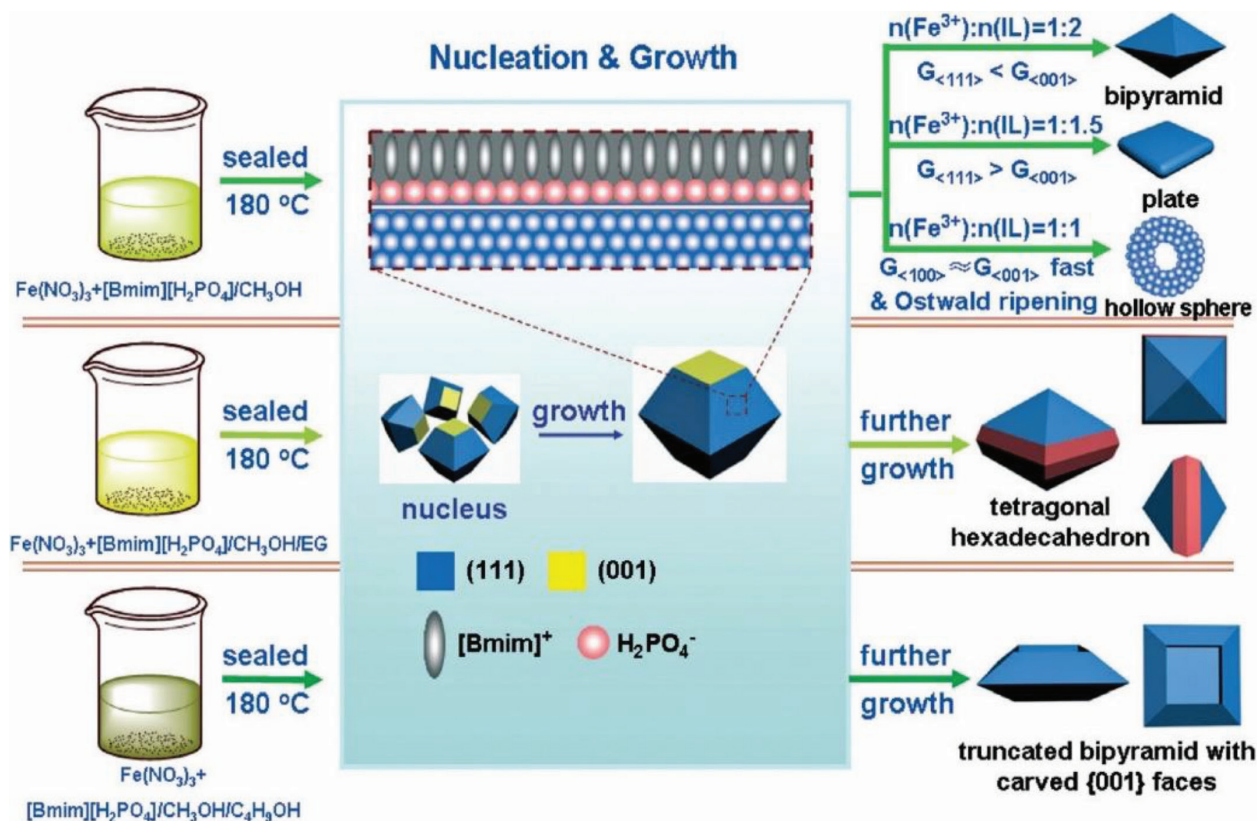 Nucleation & Growth
sealed
180 °C
Fe(NO₃)₃+[Bmim][H₂PO₄]/CH₃OH
n(Fe³⁺):n(IL)=1:2
G<111> < G<001>
bipyramid
n(Fe³⁺):n(IL)=1:1.5
G<111> > G<001>
plate
n(Fe³⁺):n(IL)=1:1
G<100> ≈ G<001> fast
& Ostwald ripening
hollow sphere
sealed
180 °C
Fe(NO₃)₃+[Bmim][H₂PO₄]/CH₃OH/EG
growth
nucleus
(111)
(001)
[Bmim]⁺
H₂PO₄⁻
further
growth
tetragonal
hexadecahedron
sealed
180 °C
Fe(NO₃)₃+
[Bmim][H₂PO₄]/CH₃OH/C₄H₉OH
further
growth
truncated bipyramid with
carved {001} faces